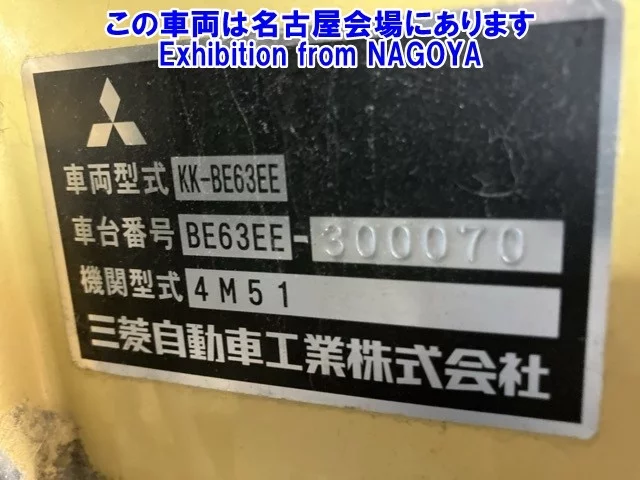 この車両は名古屋会場にあります
Exhibition from NAGOYA
車両型式 KK-BE63EE
車台番号 BE63EE-300070
機関型式 4M51
三菱自動車工業株式会社